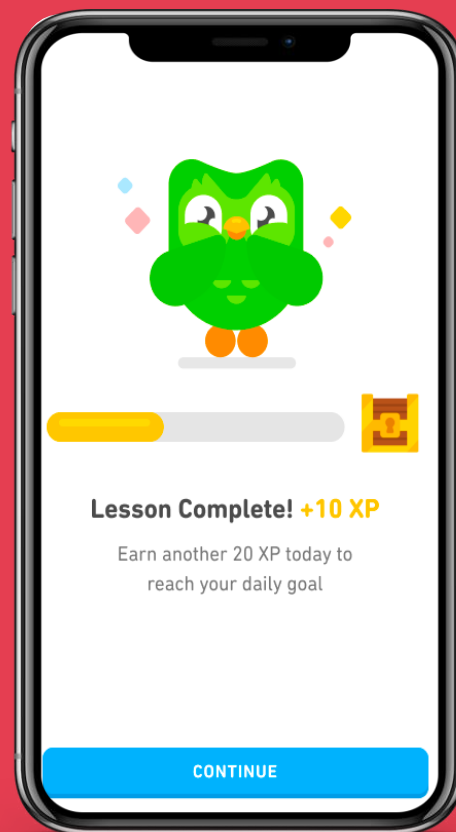 Lesson Complete! +10 XP
Earn another 20 XP today to
reach your daily goal
CONTINUE